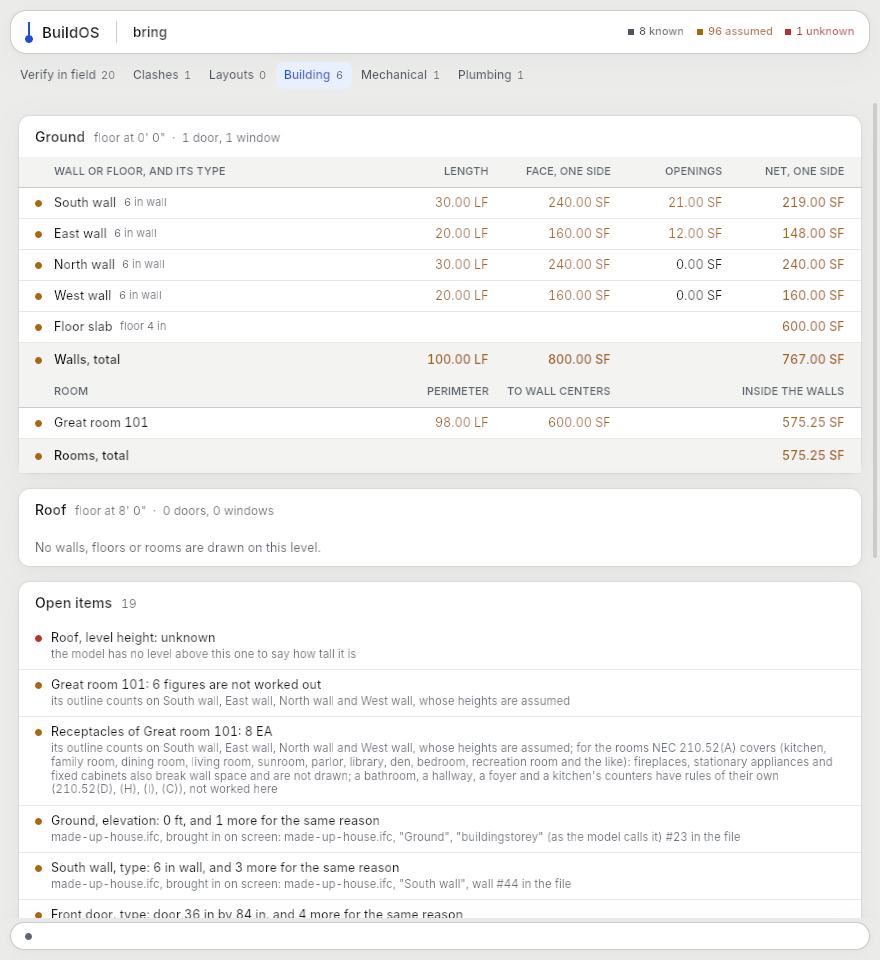 BuildOS bring 8 known 96 assumed 1 unknown
Verify in field 20 Clashes 1 Layouts 0 Building 6 Mechanical 1 Plumbing 1
Ground floor at 0' 0" · 1 door, 1 window
WALL OR FLOOR, AND ITS TYPE LENGTH FACE, ONE SIDE OPENINGS NET, ONE SIDE
South wall 6 in wall 30.00 LF 240.00 SF 21.00 SF 219.00 SF
East wall 6 in wall 20.00 LF 160.00 SF 12.00 SF 148.00 SF
North wall 6 in wall 30.00 LF 240.00 SF 0.00 SF 240.00 SF
West wall 6 in wall 20.00 LF 160.00 SF 0.00 SF 160.00 SF
Floor slab floor 4 in 600.00 SF
Walls, total 100.00 LF 800.00 SF 767.00 SF
ROOM PERIMETER TO WALL CENTERS INSIDE THE WALLS
Great room 101 98.00 LF 600.00 SF 575.25 SF
Rooms, total 575.25 SF
Roof floor at 8' 0" · 0 doors, 0 windows
No walls, floors or rooms are drawn on this level.
Open items 19
Roof, level height: unknown
the model has no level above this one to say how tall it is
Great room 101: 6 figures are not worked out
its outline counts on South wall, East wall, North wall and West wall, whose heights are assumed
Receptacles of Great room 101: 8 EA
its outline counts on South wall, East wall, North wall and West wall, whose heights are assumed; for the rooms NEC 210.52(A) covers (kitchen,
family room, dining room, living room, sunroom, parlor, library, den, bedroom, recreation room and the like): fireplaces, stationary appliances and
fixed cabinets also break wall space and are not drawn; a bathroom, a hallway, a foyer and a kitchen's counters have rules of their own
(210.52(D), (H), (I), (C)), not worked here
Ground, elevation: 0 ft, and 1 more for the same reason
made-up-house.ifc, brought in on screen: made-up-house.ifc, "Ground", "buildingstorey" (as the model calls it) #23 in the file
South wall, type: 6 in wall, and 3 more for the same reason
made-up-house.ifc, brought in on screen: made-up-house.ifc, "South wall", wall #44 in the file
Front door, type: door 36 in by 84 in, and 4 more for the same reason